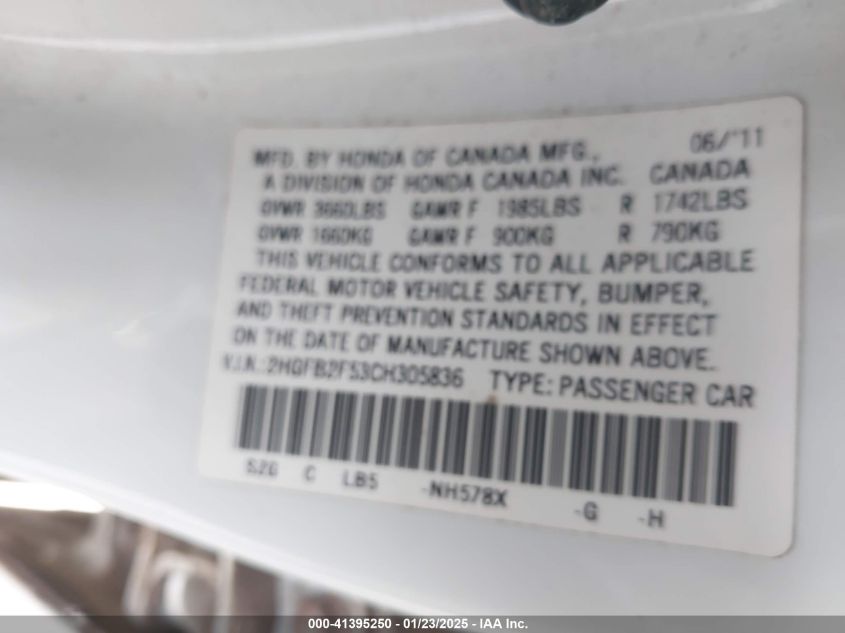 06/'11
MFD. BY HONDA OF CANADA MFG.,
A DIVISION OF HONDA CANADA INC. CANADA
GVWR 3660LBS GAWR F 1985LBS R 1742LBS
GVWR 1660KG GAWR F 900KG R 790KG
THIS VEHICLE CONFORMS TO ALL APPLICABLE
FEDERAL MOTOR VEHICLE SAFETY, BUMPER,
AND THEFT PREVENTION STANDARDS IN EFFECT
ON THE DATE OF MANUFACTURE SHOWN ABOVE.
V.I.N.:2HGFB2F53CH305836 TYPE: PASSENGER CAR
C LB5 -NH578X -G -H
000-41395250 - 01/23/2025 - IAA Inc.